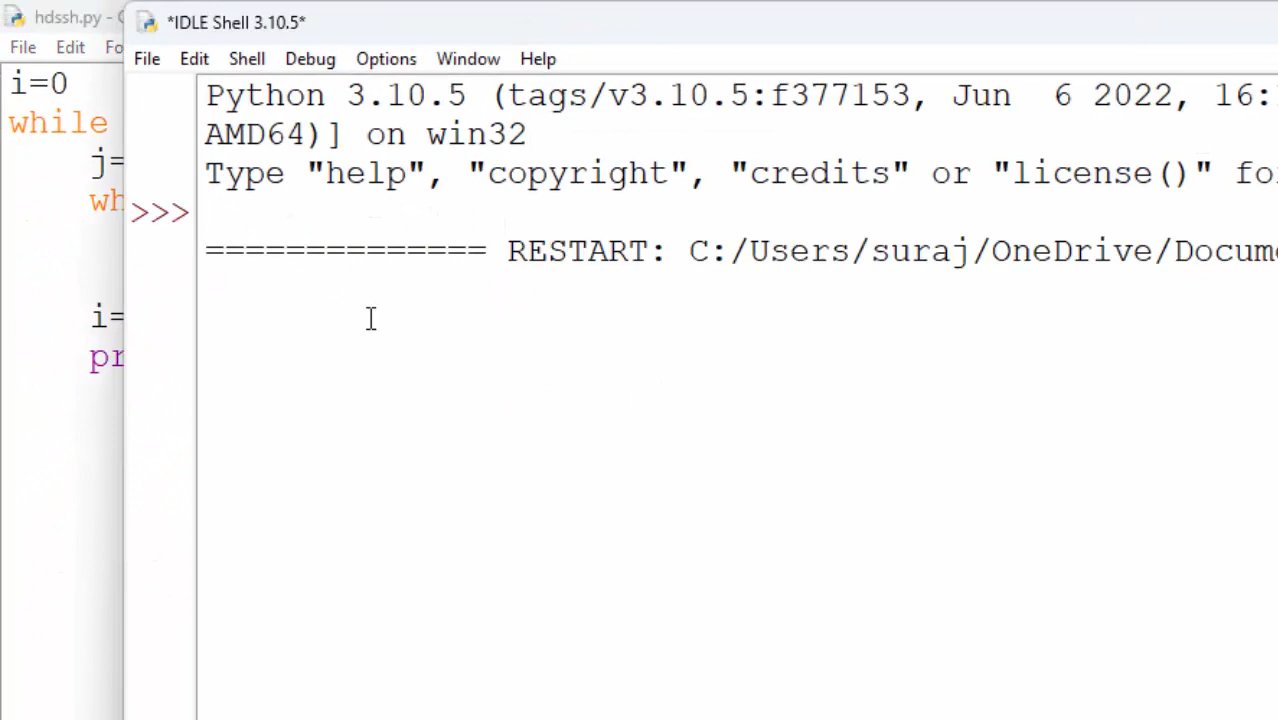 hdssh.py - C
*IDLE Shell 3.10.5*
File Edit Fo
File Edit Shell Debug Options Window Help
i=0
while
j=
wh
i=
pr
Python 3.10.5 (tags/v3.10.5:f377153, Jun  6 2022, 16:
AMD64)] on win32
Type "help", "copyright", "credits" or "license()" fo
>>>
============== RESTART: C:/Users/suraj/OneDrive/Docum